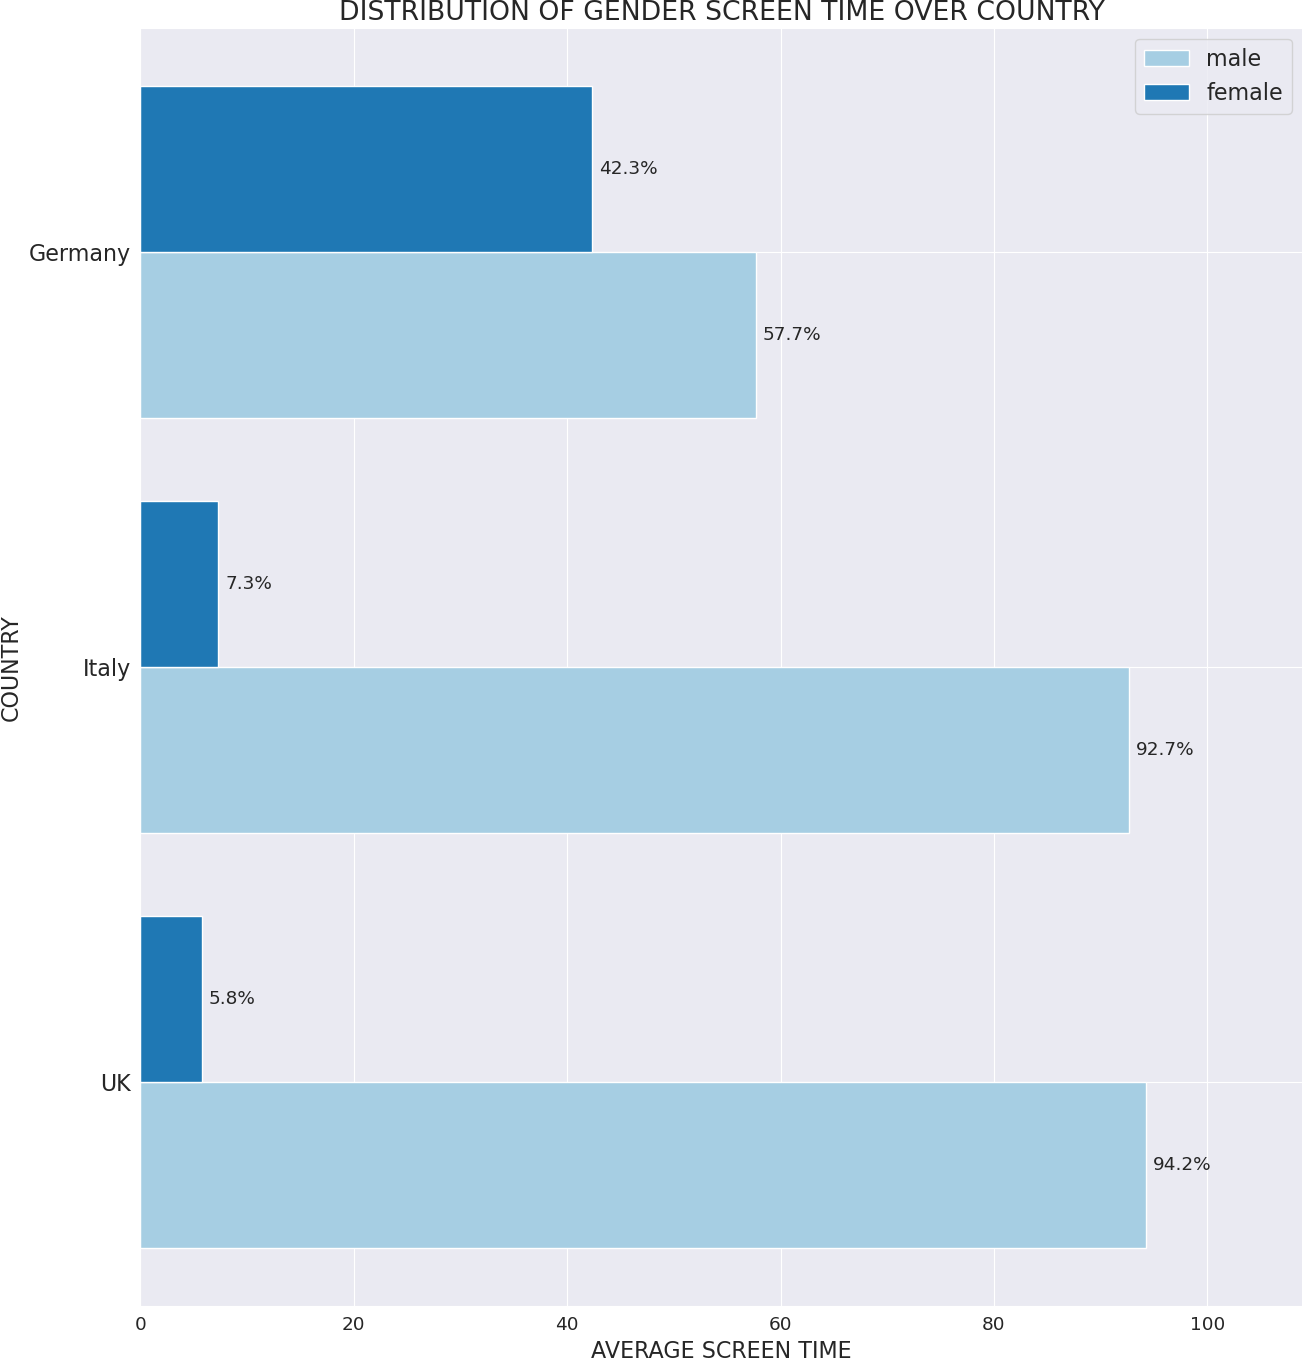 DISTRIBUTION OF GENDER SCREEN TIME OVER COUNTRY
male
female
42.3%
Germany
57.7%
7.3%
Italy
92.7%
COUNTRY
5.8%
UK
94.2%
0 20 40 60 80 100
AVERAGE SCREEN TIME